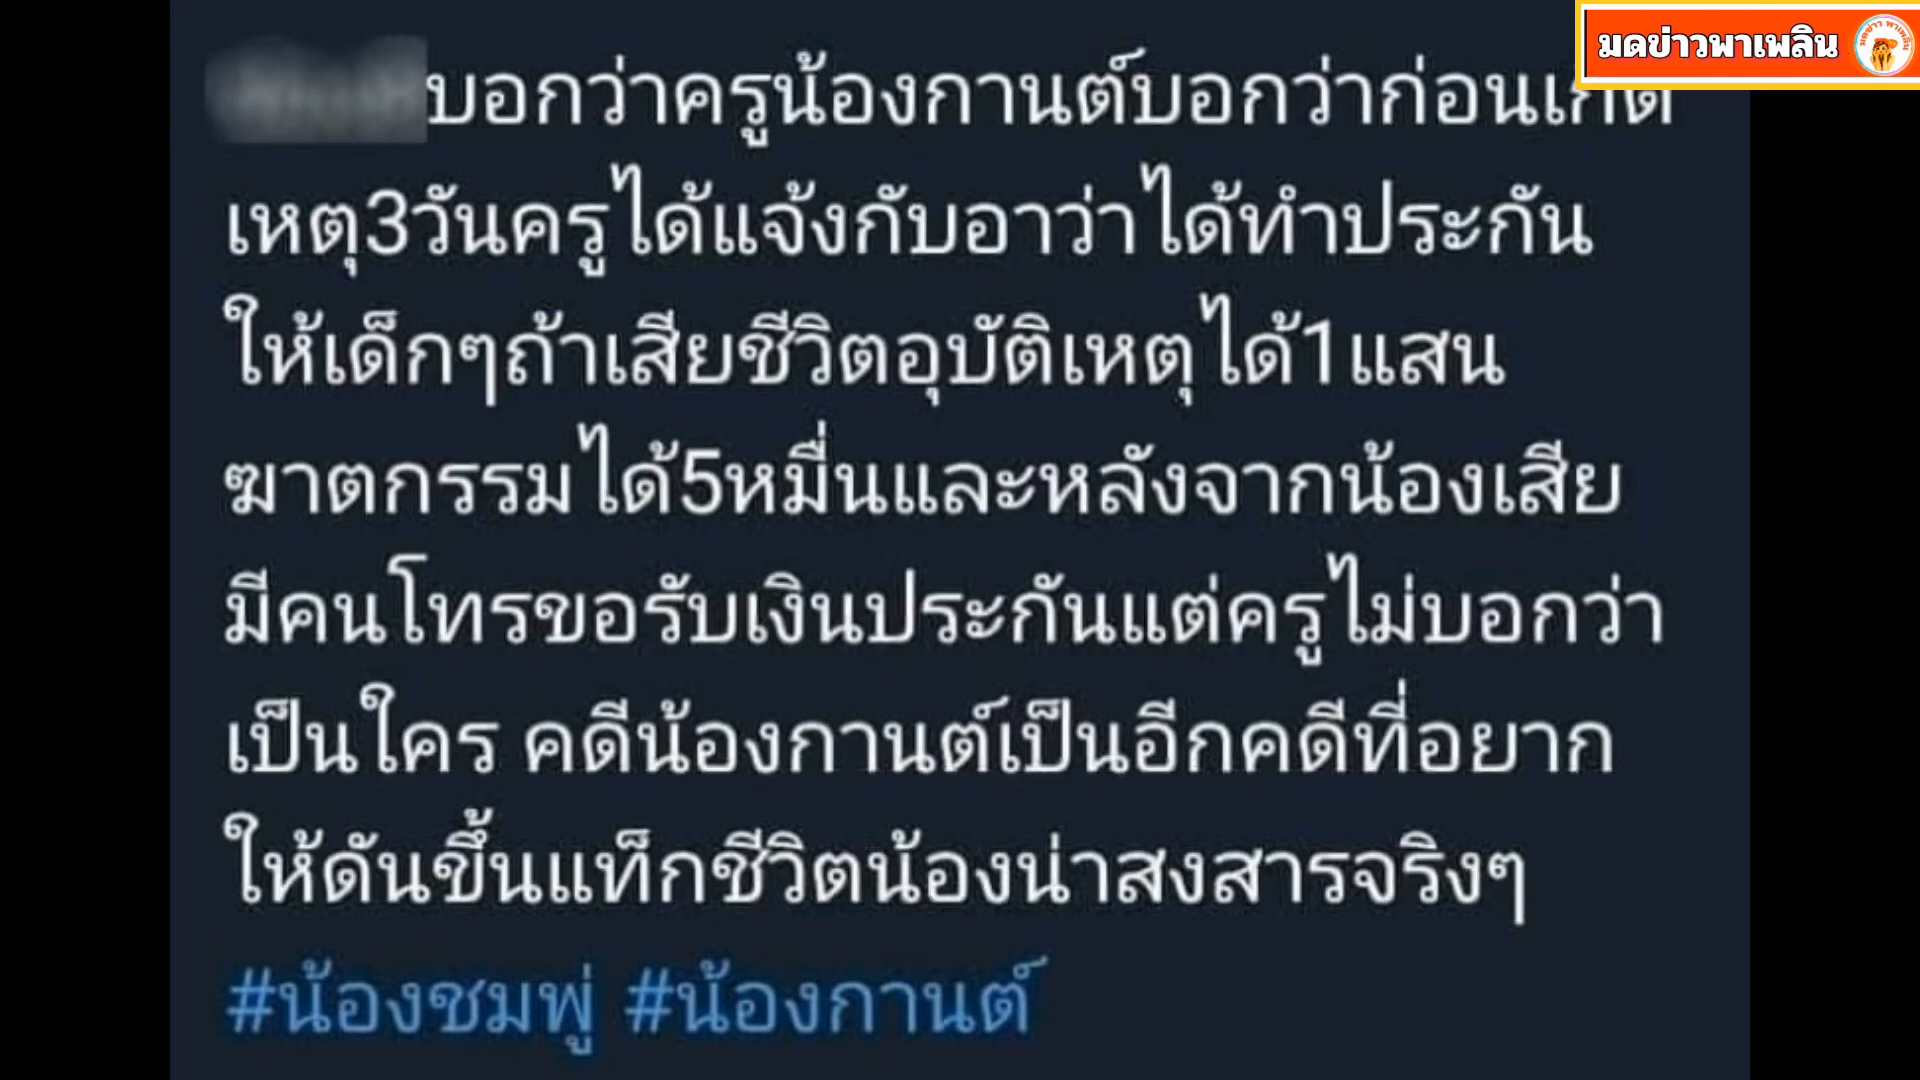 มดข่าวพาเพลิน
บอกว่าครูน้องกานต์บอกว่าก่อนเกิด
เหตุ3วันครูได้แจ้งกับอาว่าได้ทำประกัน
ให้เด็กๆถ้าเสียชีวิตอุบัติเหตุได้1แสน
ฆาตกรรมได้5หมื่นและหลังจากน้องเสีย
มีคนโทรขอรับเงินประกันแต่ครูไม่บอกว่า
เป็นใคร คดีน้องกานต์เป็นอีกคดีที่อยาก
ให้ดันขึ้นแท็กชีวิตน้องน่าสงสารจริงๆ
#น้องชมพู่ #น้องกานต์